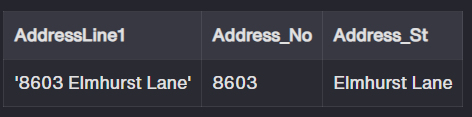 AddressLine1 Address_No Address_St
'8603 Elmhurst Lane' 8603 Elmhurst Lane